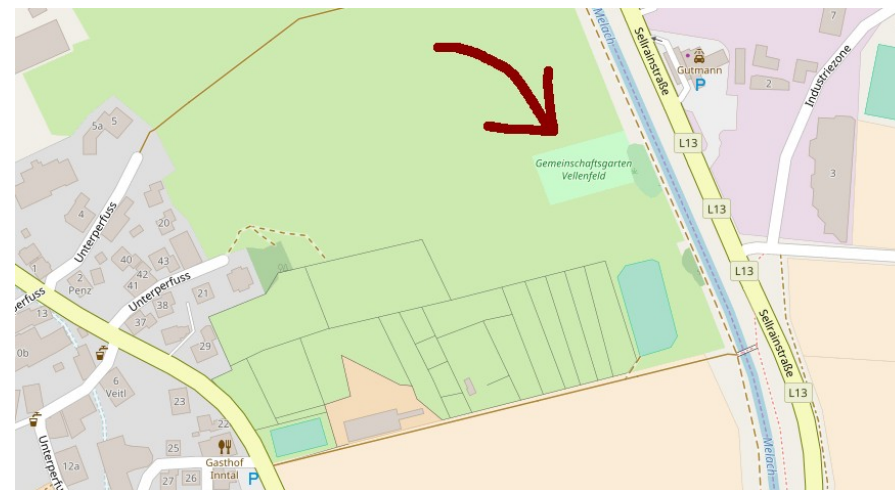 7
Sellrainstraße
Melach
Gutmann
P
2
Industriezone
5
5a
L13
3
Gemeinschaftsgarten
Vellenfeld
4
Unterperfuss
20
L13
1
2
Penz
40
43
42
41
Unterperfuss
21
L13
13
38
37
29
Sellrainstraße
6
Veitl
23
L13
22
25
Gasthof
Inntal
P
12a
27
26
Melach